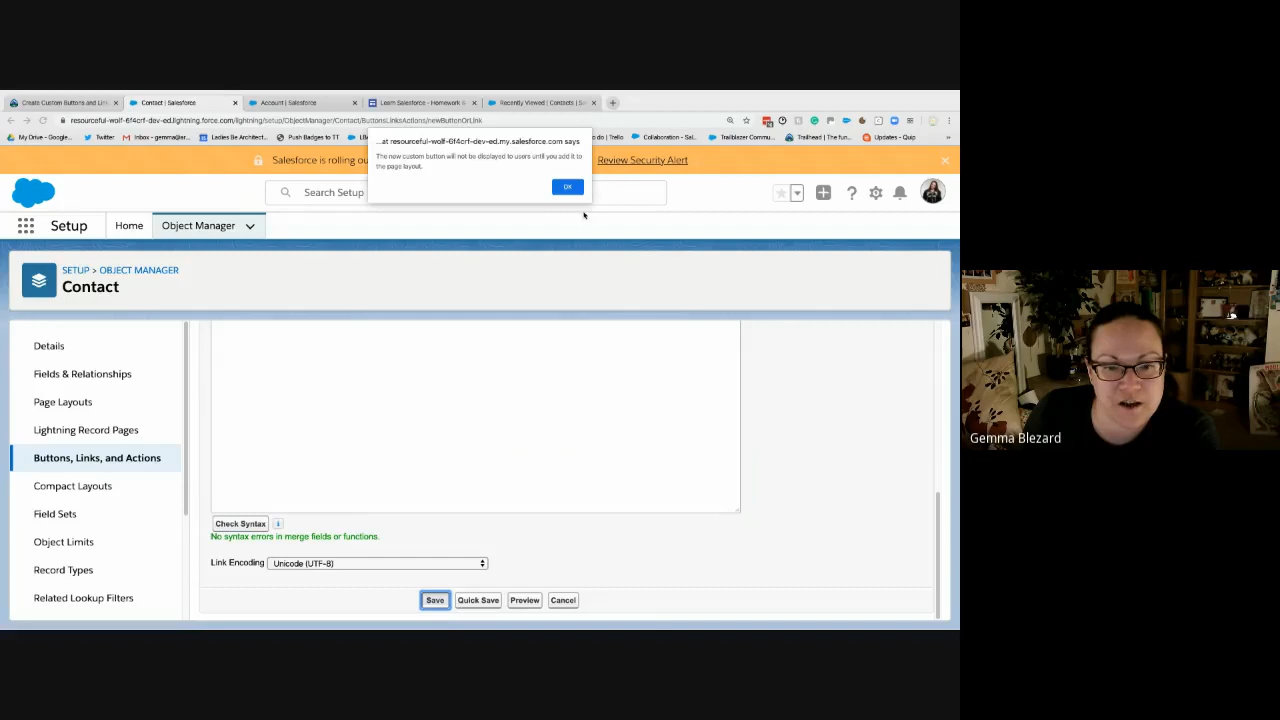 Create Custom Buttons and Link
Contact | Salesforce
Account | Salesforce
Learn Salesforce - Homework &
Recently Viewed | Contacts | Sa
resourceful-wolf-6f4crf-dev-ed.lightning.force.com/lightning/setup/ObjectManager/Contact/ButtonsLinksActions/newButtonOrLink
My Drive - Google...
Twitter
Inbox - gemma@ar...
Ladies Be Architect...
Push Badges to TT
LB
do | Trello
Collaboration - Sal...
Trailblazer Commu...
Trailhead | The fun...
Updates - Quip
...at resourceful-wolf-6f4crf-dev-ed.my.salesforce.com says
The new custom button will not be displayed to users until you add it to
the page layout.
OK
Salesforce is rolling ou
Review Security Alert
Search Setup
Setup
Home
Object Manager
SETUP > OBJECT MANAGER
Contact
Details
Fields & Relationships
Page Layouts
Lightning Record Pages
Buttons, Links, and Actions
Compact Layouts
Field Sets
Object Limits
Record Types
Related Lookup Filters
Check Syntax
No syntax errors in merge fields or functions.
Link Encoding
Unicode (UTF-8)
Save
Quick Save
Preview
Cancel
Gemma Blezard